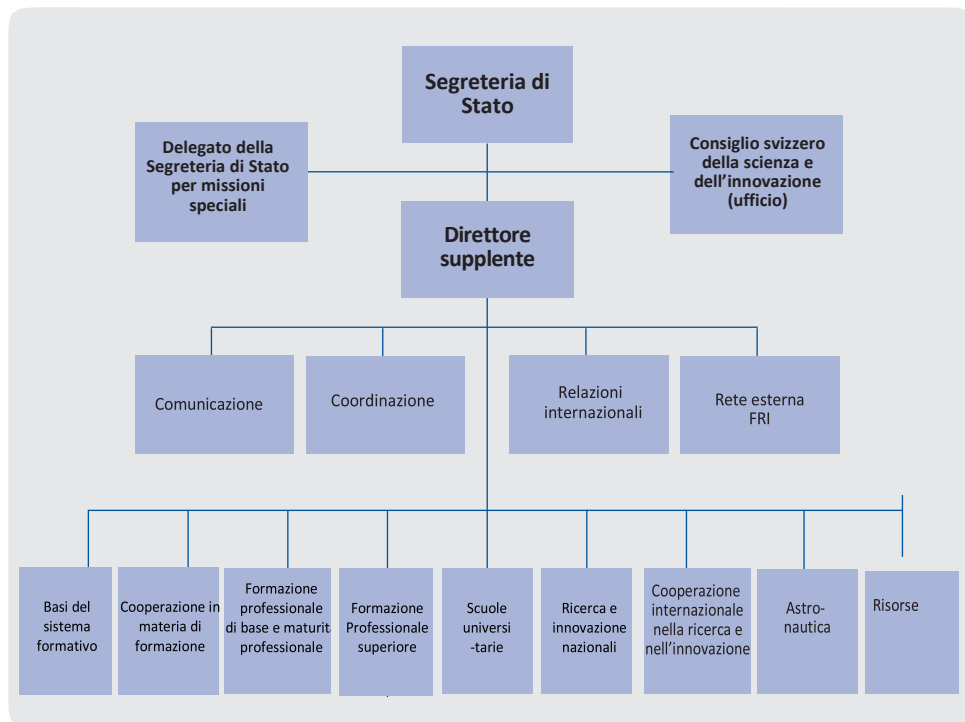 Segreteria di
Stato
Delegato della
Segreteria di Stato
per missioni
speciali
Consiglio svizzero
della scienza e
dell’innovazione
(ufficio)
Direttore
supplente
Comunicazione
Coordinazione
Relazioni
internazionali
Rete esterna
FRI
Basi del
sistema
formativo
Cooperazione in
materia di
formazione
Formazione
professionale
di base e maturità
professionale
Formazione
Professionale
superiore
Scuole
universi
-tarie
Ricerca e
innovazione
nazionali
Cooperazione
internazionale
nella ricerca e
nell’innovazione
Astro-
nautica
Risorse